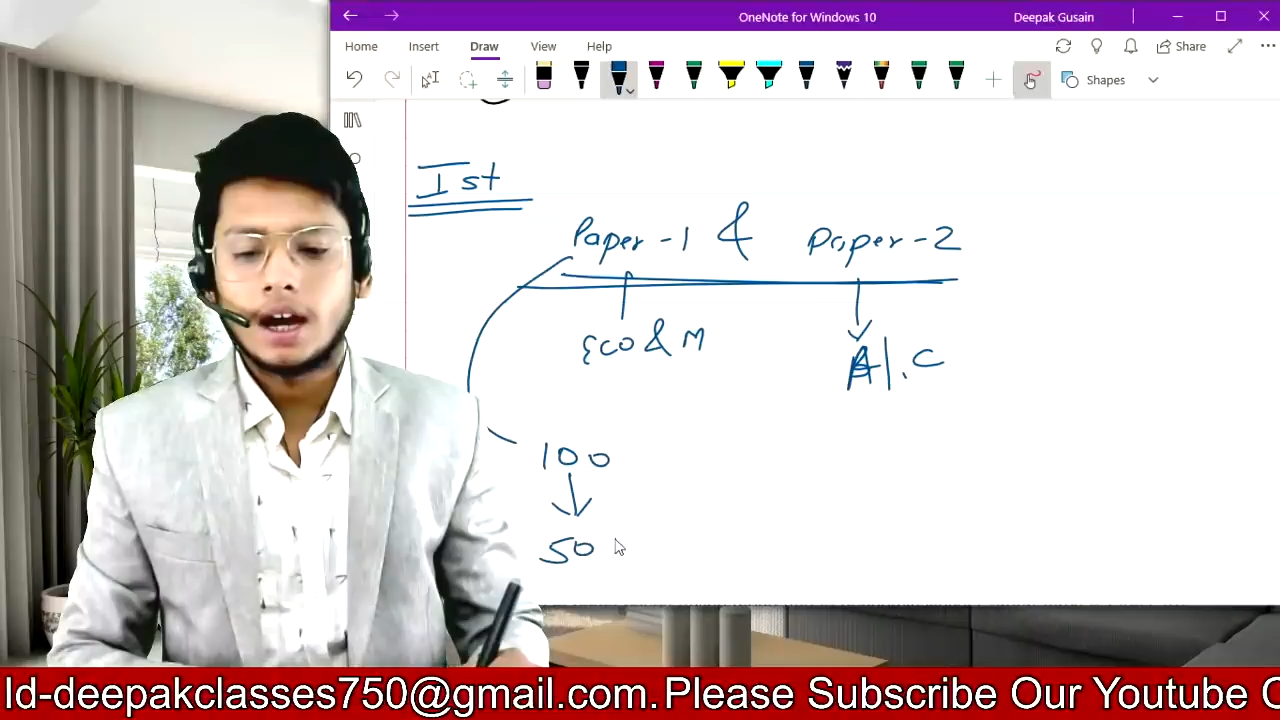 OneNote for Windows 10
Deepak Gusain
Home Insert Draw View Help
Share
Shapes
Ist
Paper -1 & Paper -2
Eco & M
A/.C
100
50
Id-deepakclasses750@gmail.com. Please Subscribe Our Youtube C